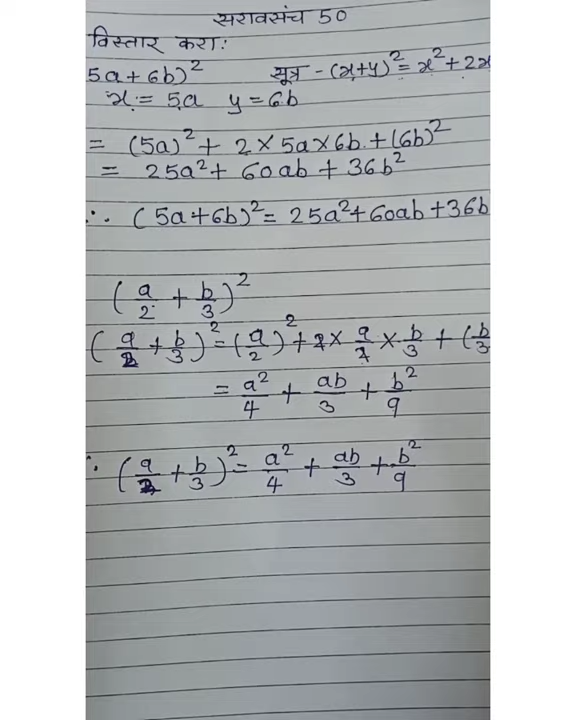 सरावसंच 50
विस्तार करा:
5a+6b)² सूत्र - (x+y)² = x² + 2x
x = 5a y = 6b
= (5a)² + 2×5a×6b + (6b)²
= 25a² + 60ab + 36b²
∴ (5a+6b)² = 25a²+60ab+36b
(a/2 + b/3)²
(a/2 + b/3)² = (a/2)² + 2 × a/2 × b/3 + (b/3
= a²/4 + ab/3 + b²/9
∴ (a/2 + b/3)² = a²/4 + ab/3 + b²/9